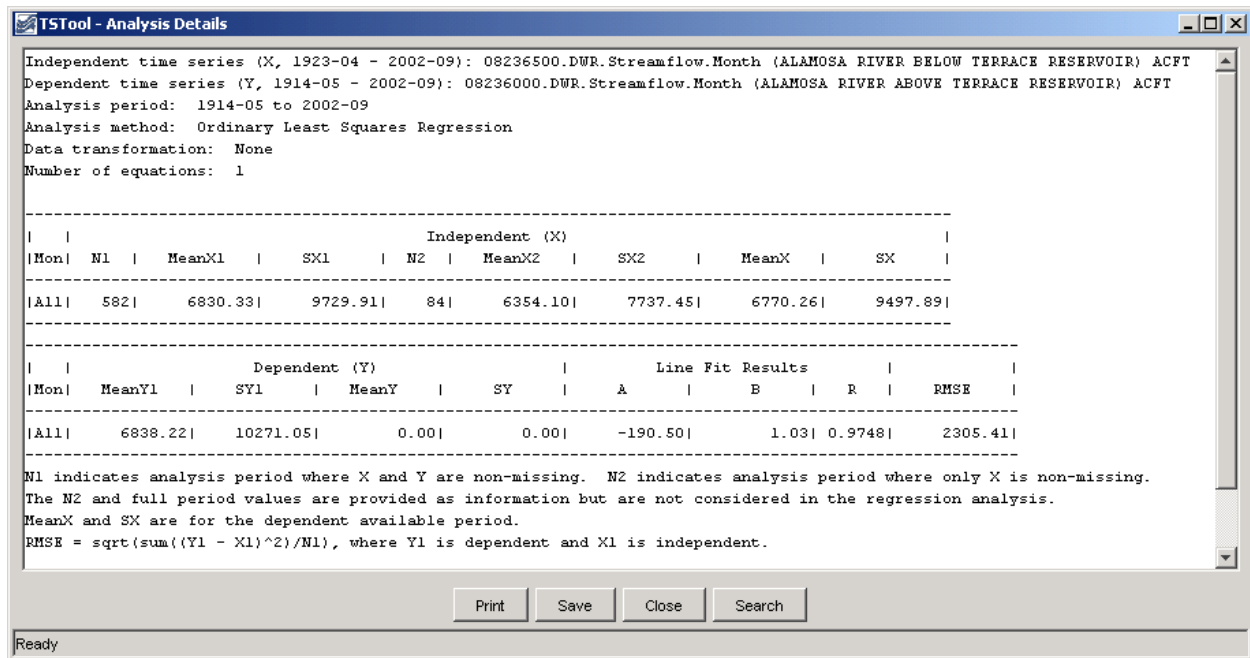 TSTool - Analysis Details
Independent time series (X, 1923-04 - 2002-09): 08236500.DWR.Streamflow.Month (ALAMOSA RIVER BELOW TERRACE RESERVOIR) ACFT
Dependent time series (Y, 1914-05 - 2002-09): 08236000.DWR.Streamflow.Month (ALAMOSA RIVER ABOVE TERRACE RESERVOIR) ACFT
Analysis period:  1914-05 to 2002-09
Analysis method:  Ordinary Least Squares Regression
Data transformation:  None
Number of equations:  1
-------------------------------------------------------------------------------------------------
|   |                                     Independent (X)                                       |
|Mon|  N1  |   MeanX1    |    SX1      |  N2  |   MeanX2   |    SX2     |    MeanX   |     SX     |
-------------------------------------------------------------------------------------------------
|All|   582|      6830.33|      9729.91|    84|     6354.10|     7737.45|     6770.26|     9497.89|
-------------------------------------------------------------------------------------------------
--------------------------------------------------------------------------------------------------------
|   |                   Dependent (Y)                   |         Line Fit Results         |            |
|Mon|   MeanY1    |    SY1     |   MeanY    |     SY     |     A      |      B     |   R   |    RMSE    |
--------------------------------------------------------------------------------------------------------
|All|      6838.22|    10271.05|        0.00|        0.00|     -190.50|        1.03| 0.9748|     2305.41|
--------------------------------------------------------------------------------------------------------
N1 indicates analysis period where X and Y are non-missing.  N2 indicates analysis period where only X is non-missing.
The N2 and full period values are provided as information but are not considered in the regression analysis.
MeanX and SX are for the dependent available period.
RMSE = sqrt(sum((Y1 - X1)^2)/N1), where Y1 is dependent and X1 is independent.
Print Save Close Search
Ready